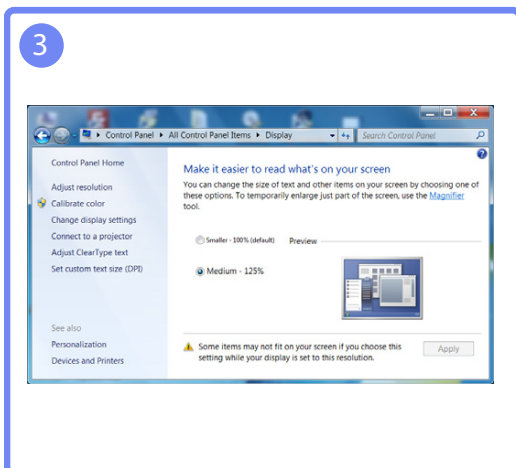 3
Control Panel ▸ All Control Panel Items ▸ Display
Search Control Panel
Control Panel Home
Adjust resolution
Calibrate color
Change display settings
Connect to a projector
Adjust ClearType text
Set custom text size (DPI)
See also
Personalization
Devices and Printers
Make it easier to read what's on your screen
You can change the size of text and other items on your screen by choosing one of
these options. To temporarily enlarge just part of the screen, use the Magnifier
tool.
Smaller - 100% (default)
Preview
Medium - 125%
Some items may not fit on your screen if you choose this
setting while your display is set to this resolution.
Apply